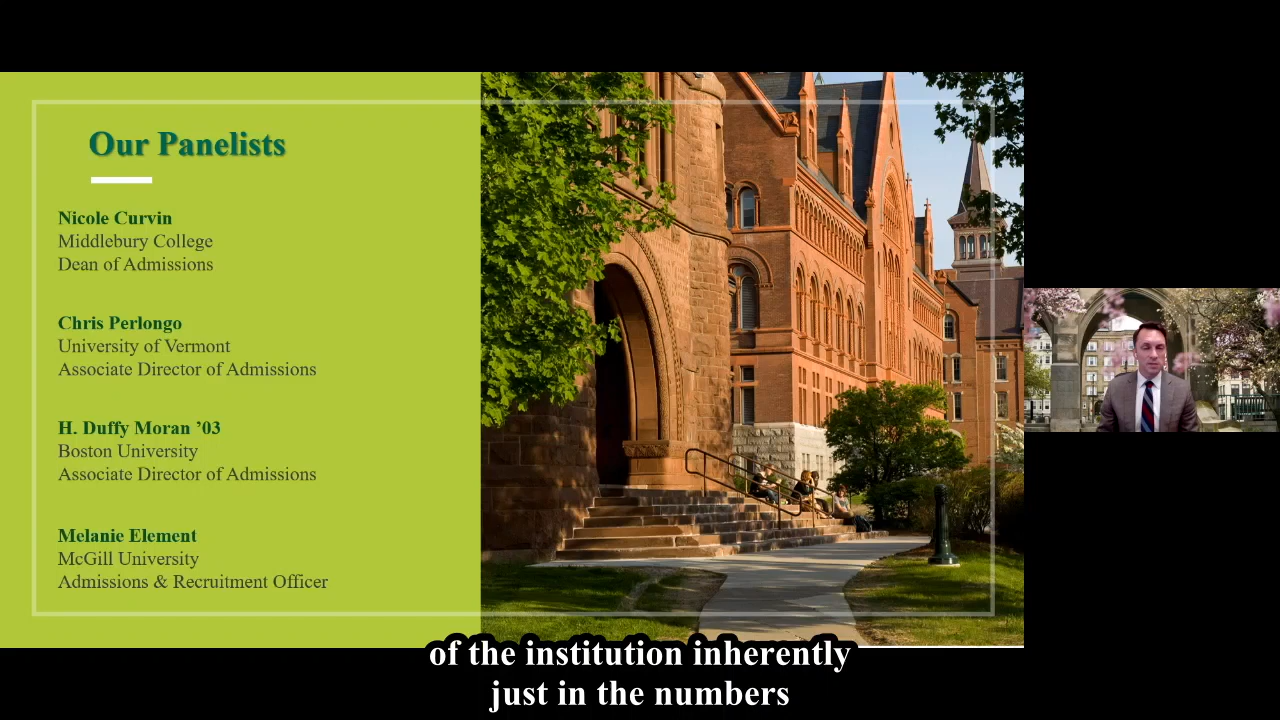 Our Panelists
Nicole Curvin
Middlebury College
Dean of Admissions
Chris Perlongo
University of Vermont
Associate Director of Admissions
H. Duffy Moran ’03
Boston University
Associate Director of Admissions
Melanie Element
McGill University
Admissions & Recruitment Officer
of the institution inherently
just in the numbers